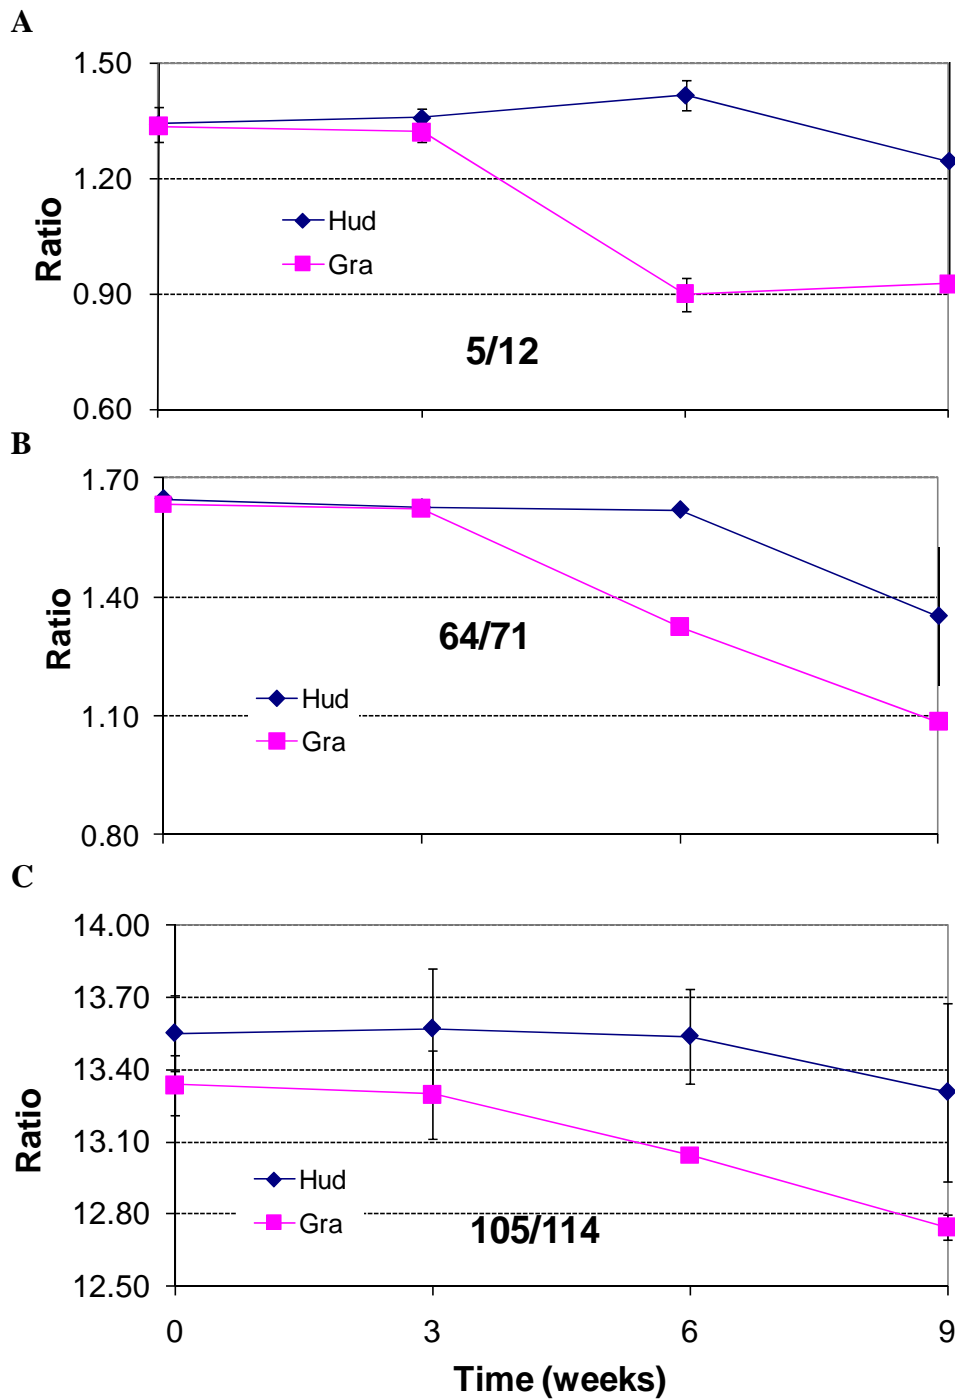 A
1.50
1.20
0.90
0.60
Ratio
Hud
Gra
5/12
B
1.70
1.40
1.10
0.80
Ratio
64/71
Hud
Gra
C
14.00
13.70
13.40
13.10
12.80
12.50
Ratio
Hud
Gra
105/114
0 3 6 9
Time (weeks)